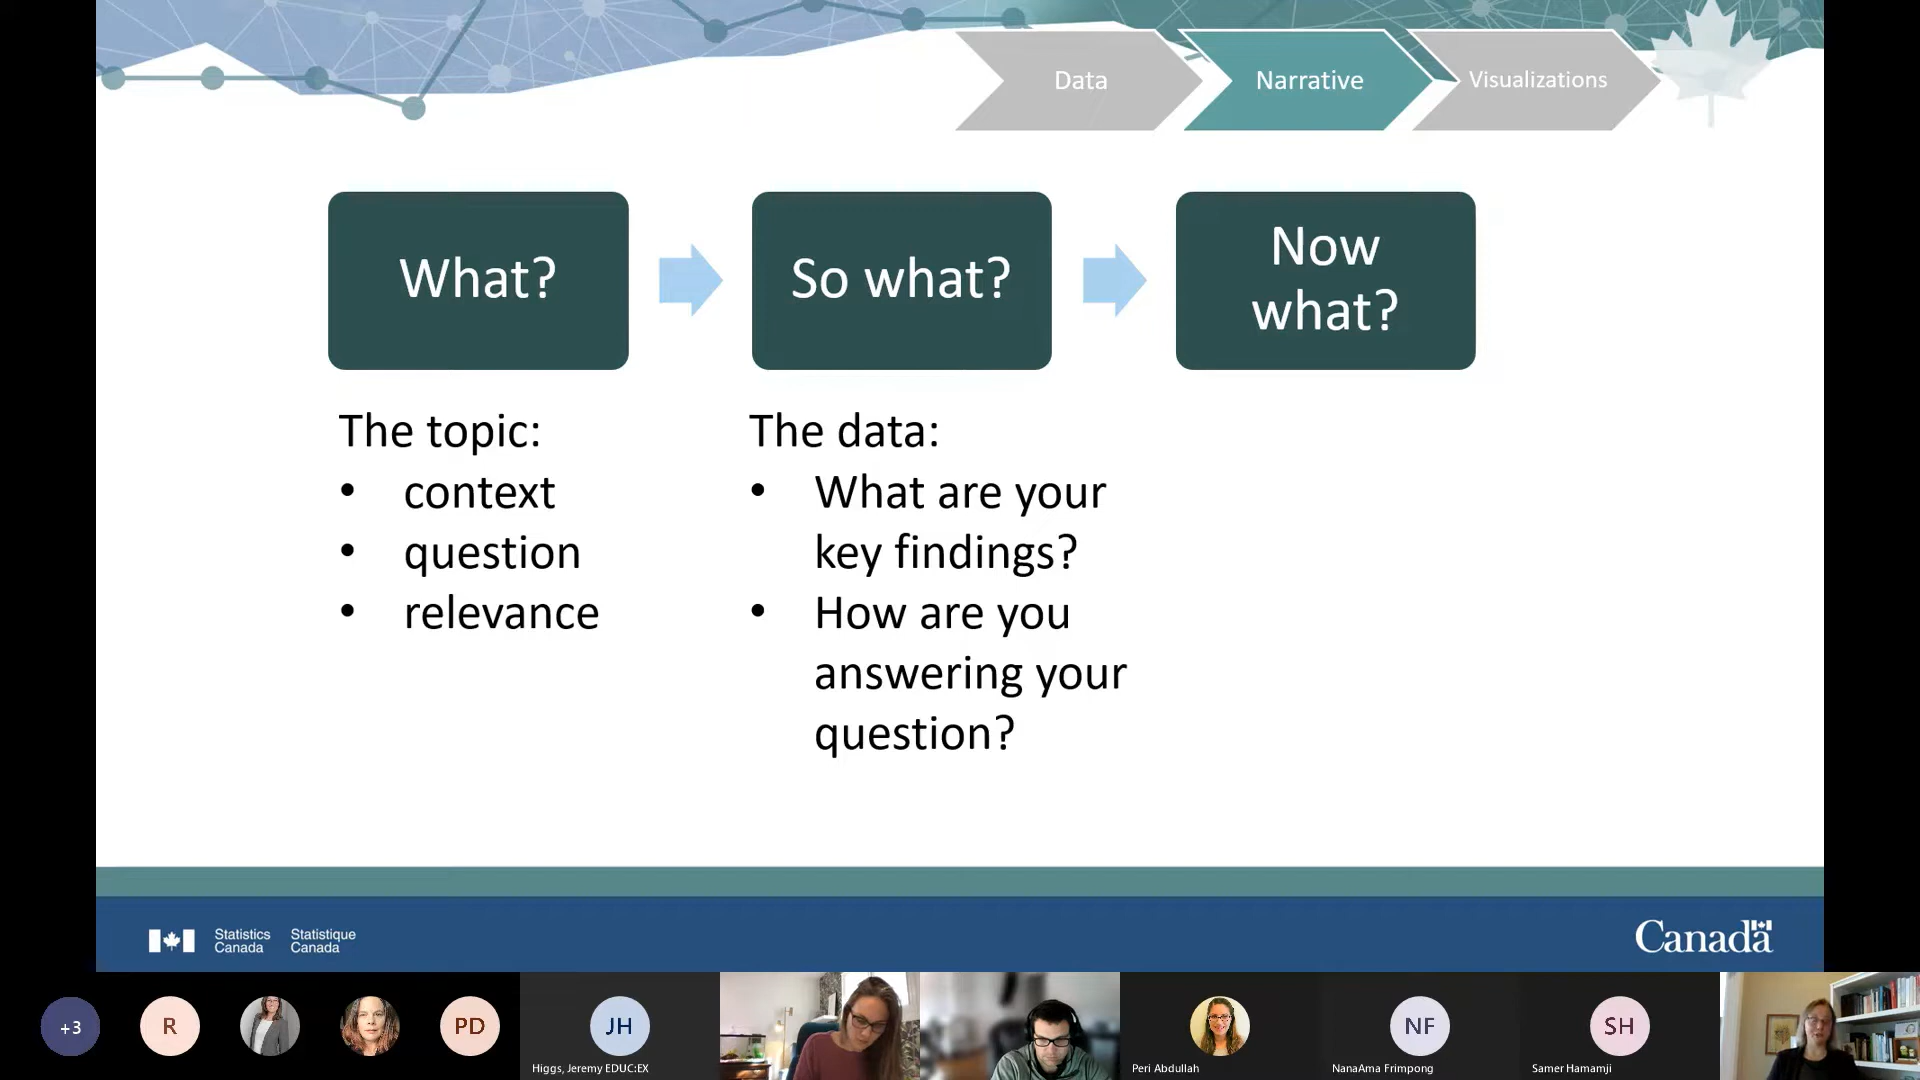 Data
Narrative
Visualizations
What?
So what?
Now
what?
The topic:
• context
• question
• relevance
The data:
• What are your
key findings?
• How are you
answering your
question?
Statistics
Canada
Statistique
Canada
Canada
+3
R
PD
JH
Higgs, Jeremy EDUC:EX
Peri Abdullah
NF
NanaAma Frimpong
SH
Samer Hamamji